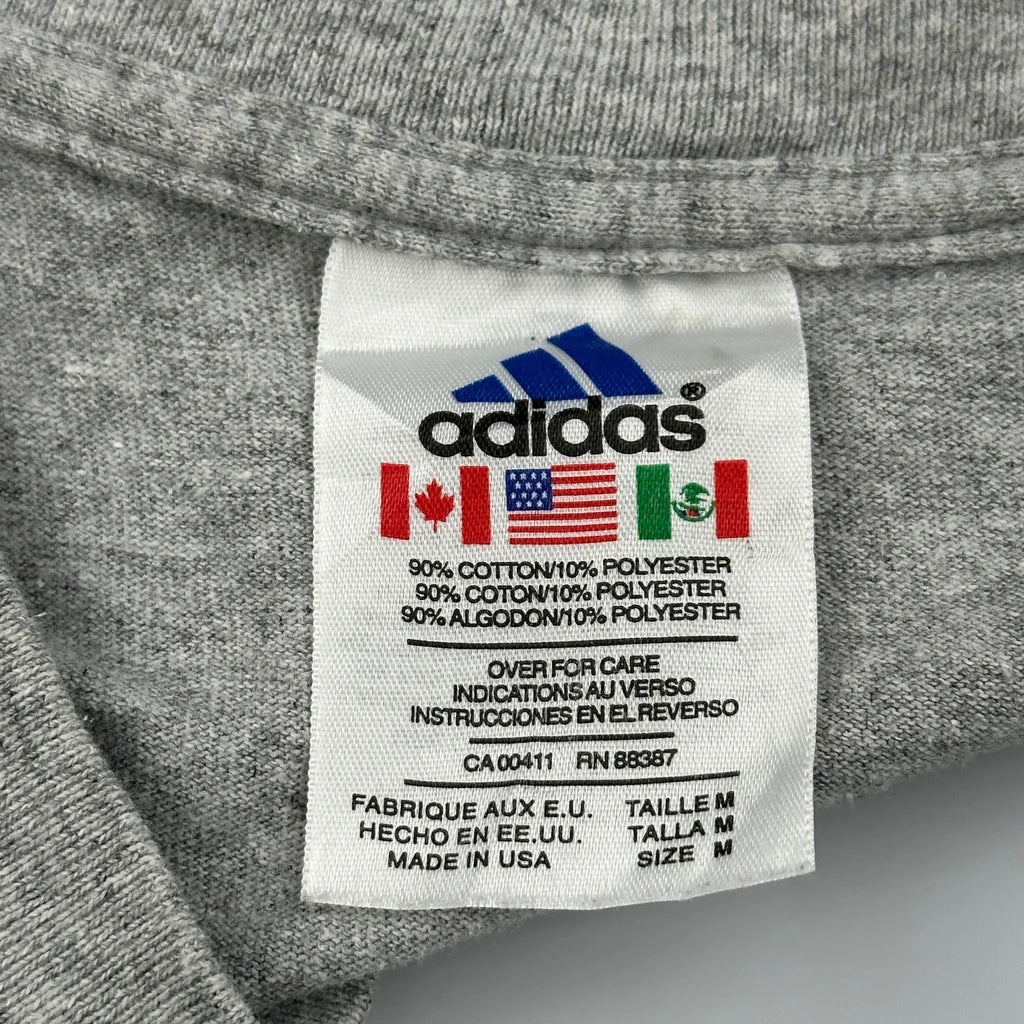 adidas®
90% COTTON/10% POLYESTER
90% COTON/10% POLYESTER
90% ALGODON/10% POLYESTER
OVER FOR CARE
INDICATIONS AU VERSO
INSTRUCCIONES EN EL REVERSO
CA 00411 RN 88387
FABRIQUE AUX E.U. TAILLE M
HECHO EN EE.UU. TALLA M
MADE IN USA SIZE M